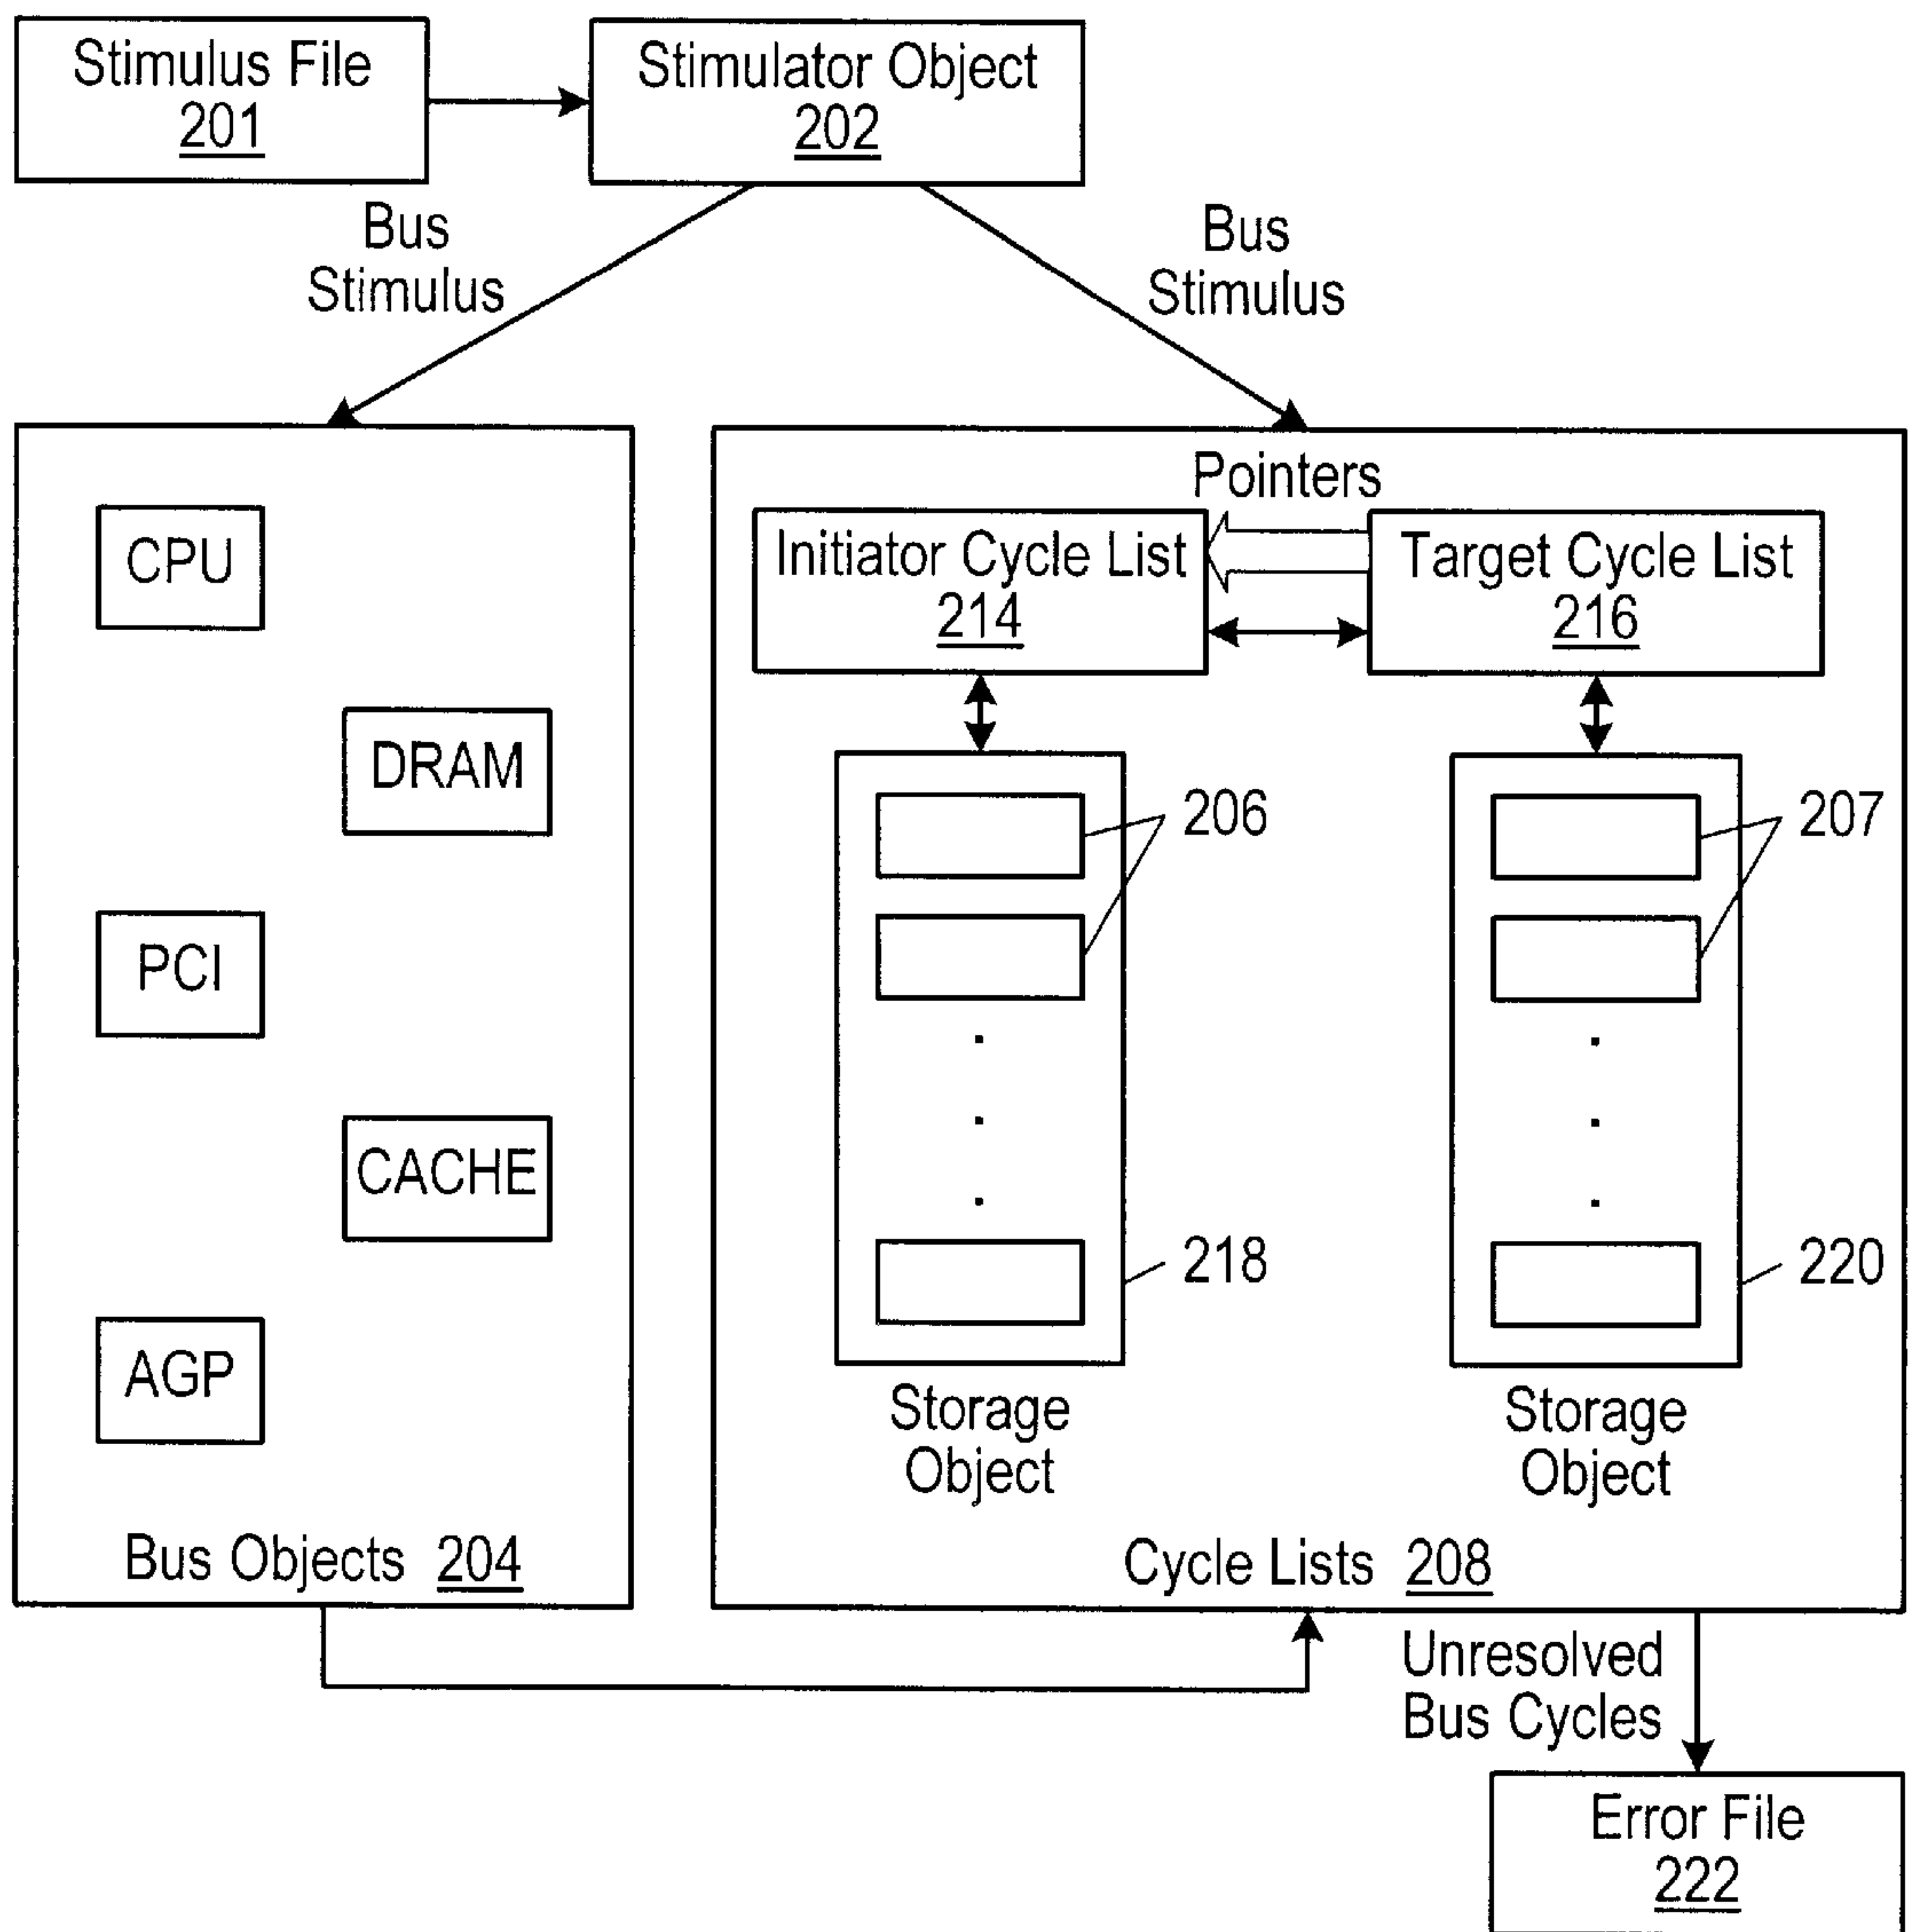 Stimulus File
201
Stimulator Object
202
Bus
Stimulus
Bus
Stimulus
CPU
DRAM
PCI
CACHE
AGP
Bus Objects 204
Pointers
Initiator Cycle List
214
Target Cycle List
216
206
207
218
220
Storage
Object
Storage
Object
Cycle Lists 208
Unresolved
Bus Cycles
Error File
222